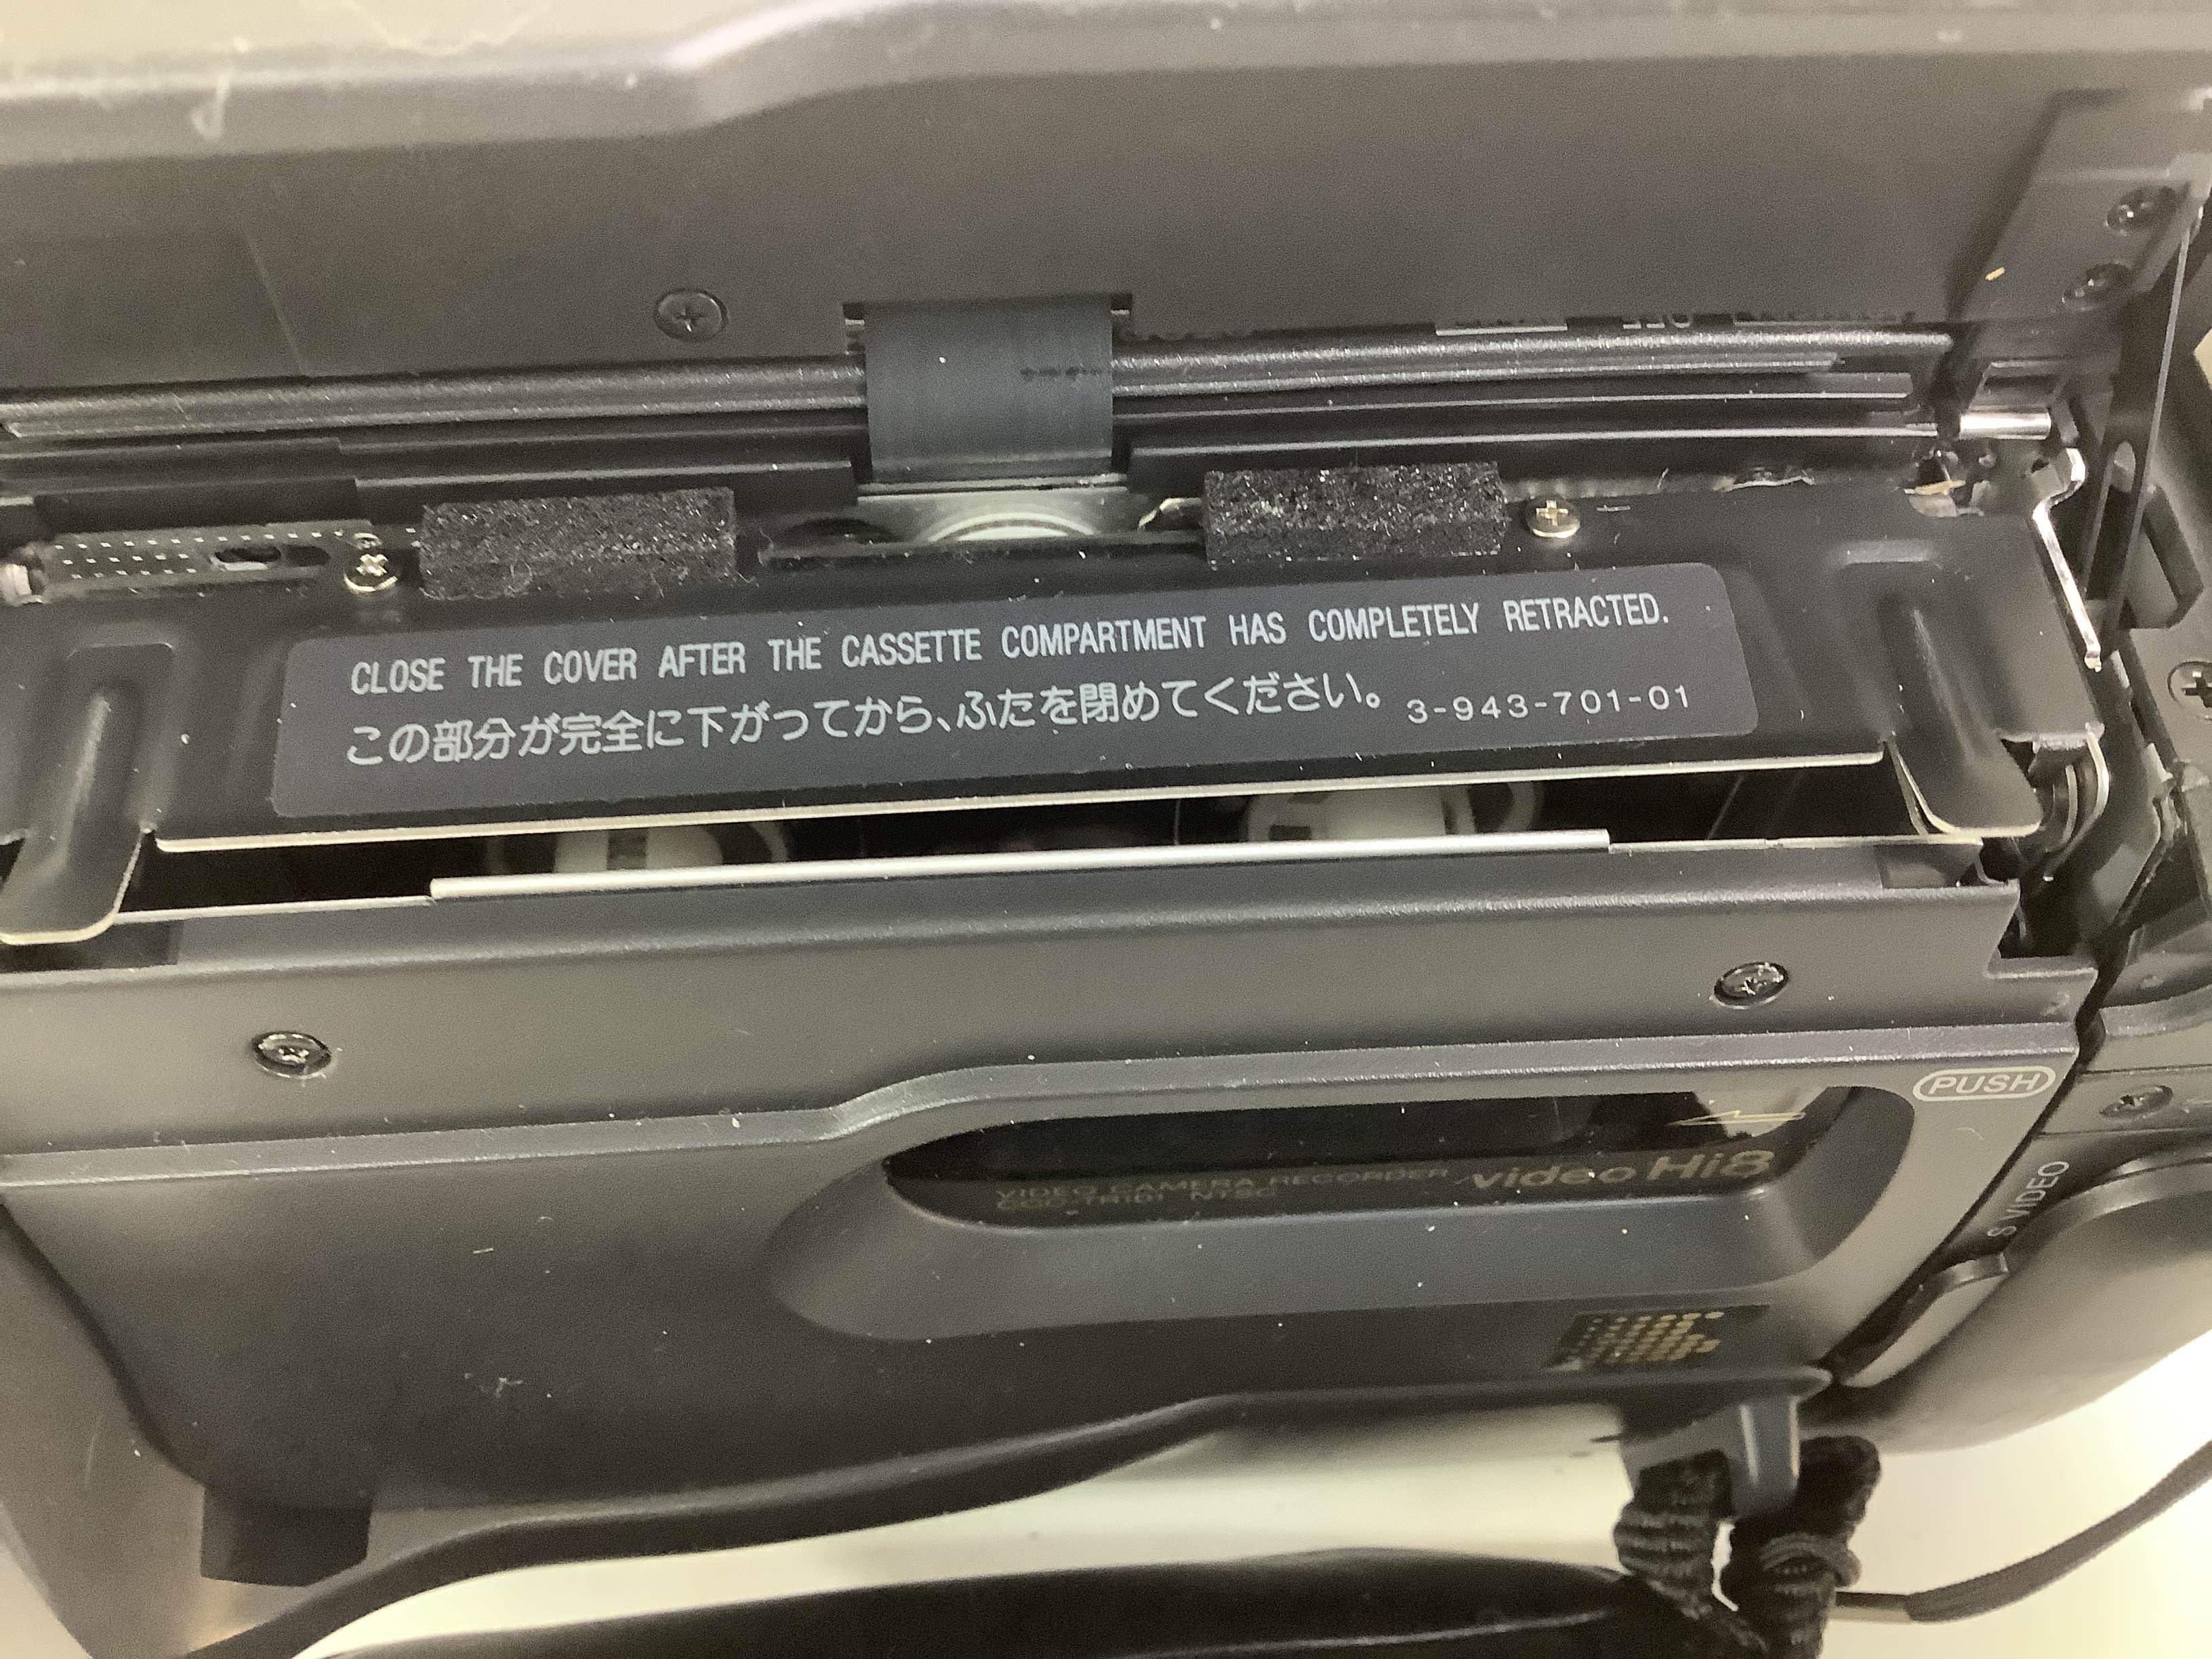 CLOSE THE COVER AFTER THE CASSETTE COMPARTMENT HAS COMPLETELY RETRACTED.
この部分が完全に下がってから、ふたを閉めてください。 3-943-701-01
PUSH
video Hi8
VIDEO CAMERA RECORDER
CCD-TR101 NTSC
S VIDEO